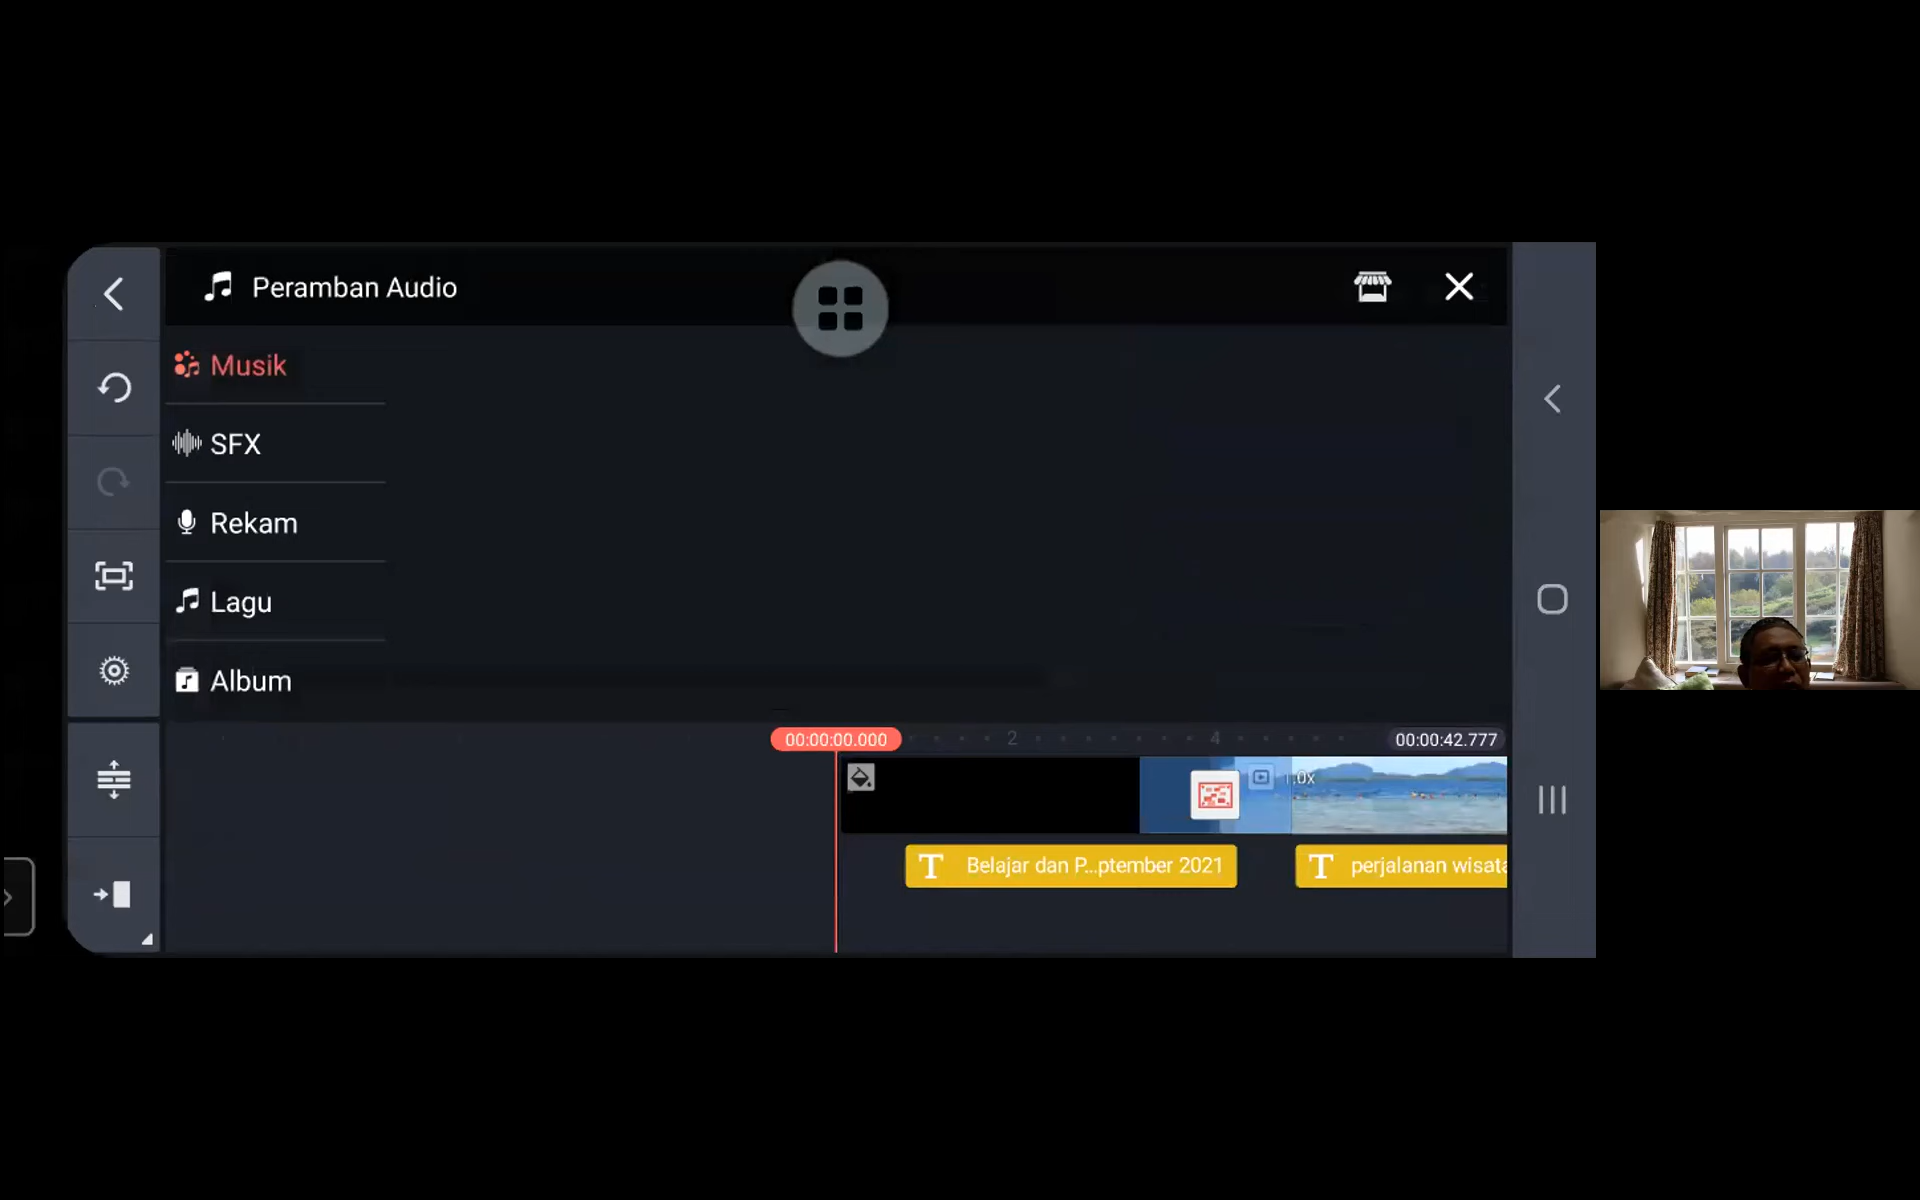 Peramban Audio
Musik
SFX
Rekam
Lagu
Album
00:00:00.000
2
4
00:00:42.777
1.0x
T Belajar dan P...ptember 2021
T perjalanan wisata